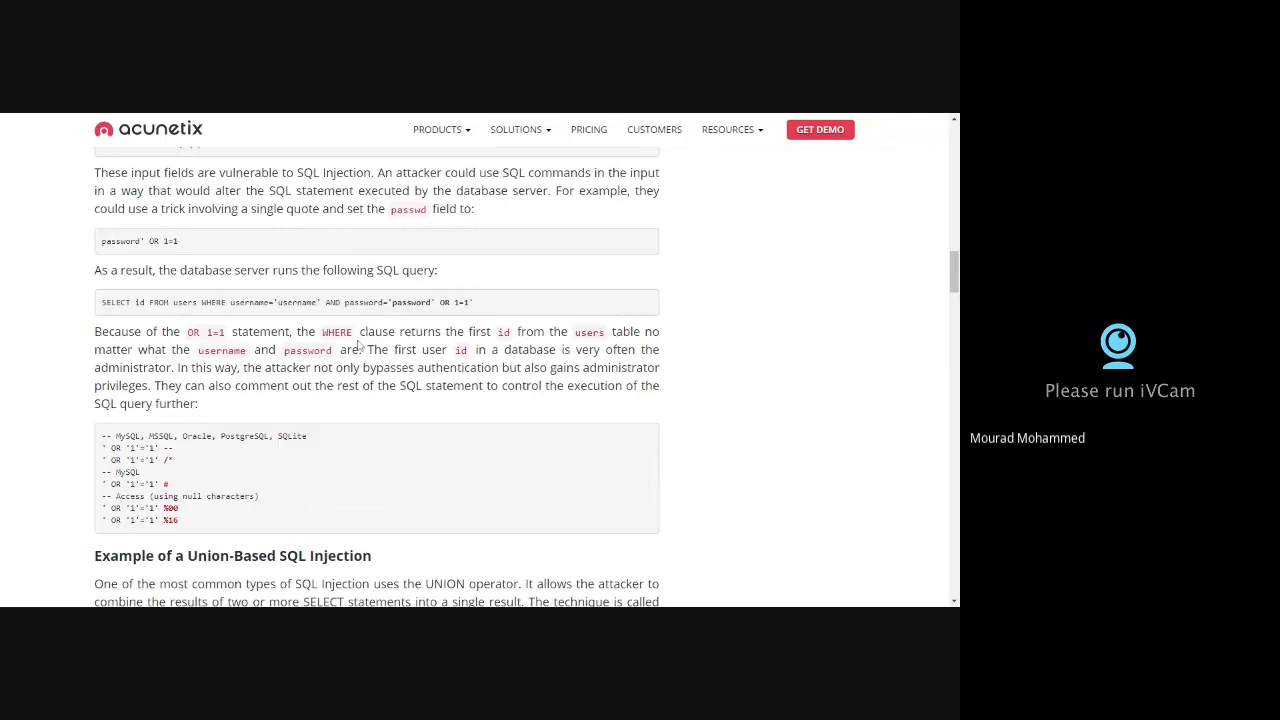 acunetix
PRODUCTS SOLUTIONS PRICING CUSTOMERS RESOURCES GET DEMO
These input fields are vulnerable to SQL Injection. An attacker could use SQL commands in the input
in a way that would alter the SQL statement executed by the database server. For example, they
could use a trick involving a single quote and set the passwd field to:
password' OR 1=1
As a result, the database server runs the following SQL query:
SELECT id FROM users WHERE username='username' AND password='password' OR 1=1'
Because of the OR 1=1 statement, the WHERE clause returns the first id from the users table no
matter what the username and password are. The first user id in a database is very often the
administrator. In this way, the attacker not only bypasses authentication but also gains administrator
privileges. They can also comment out the rest of the SQL statement to control the execution of the
SQL query further:
-- MySQL, MSSQL, Oracle, PostgreSQL, SQLite
' OR '1'='1' --
' OR '1'='1' /*
-- MySQL
' OR '1'='1' #
-- Access (using null characters)
' OR '1'='1' %00
' OR '1'='1' %16
Example of a Union-Based SQL Injection
One of the most common types of SQL Injection uses the UNION operator. It allows the attacker to
combine the results of two or more SELECT statements into a single result. The technique is called
Please run iVCam
Mourad Mohammed